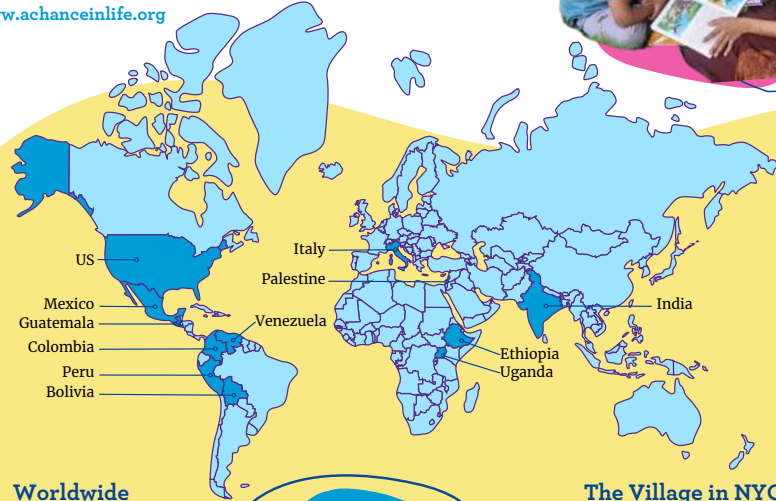 www.achanceinlife.org
US
Mexico
Guatemala
Colombia
Peru
Bolivia
Venezuela
Italy
Palestine
Ethiopia
Uganda
India
Worldwide
The Village in NYC